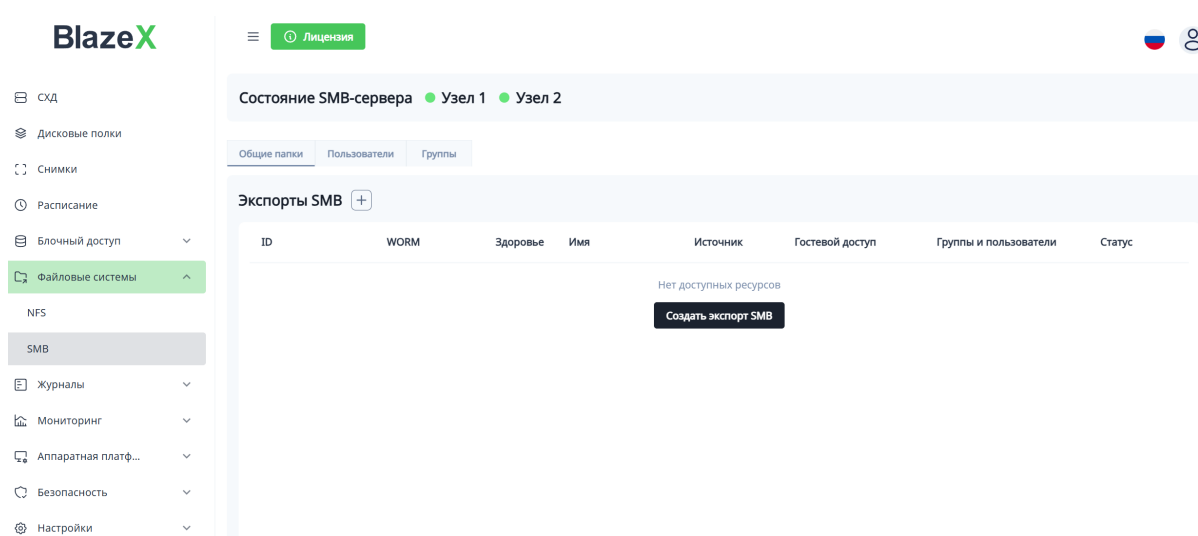 BlazeX
Лицензия
СХД
Дисковые полки
Снимки
Расписание
Блочный доступ
Файловые системы
NFS
SMB
Журналы
Мониторинг
Аппаратная платф...
Безопасность
Настройки
Состояние SMB-сервера Узел 1 Узел 2
Общие папки Пользователи Группы
Экспорты SMB
ID WORM Здоровье Имя Источник Гостевой доступ Группы и пользователи Статус
Нет доступных ресурсов
Создать экспорт SMB